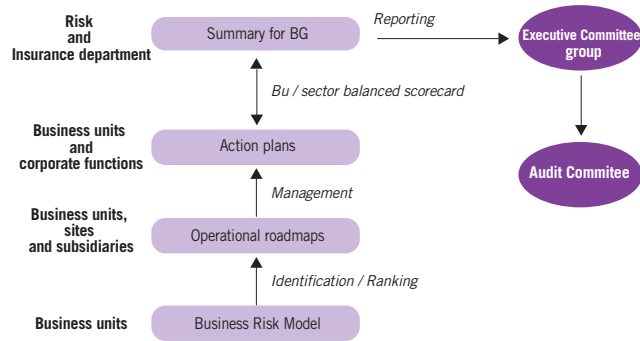 Risk
and
Insurance department
Summary for BG
Reporting
Executive Committee
group
Bu / sector balanced scorecard
Business units
and
corporate functions
Action plans
Audit Commitee
Management
Business units,
sites
and subsidiaries
Operational roadmaps
Identification / Ranking
Business units
Business Risk Model